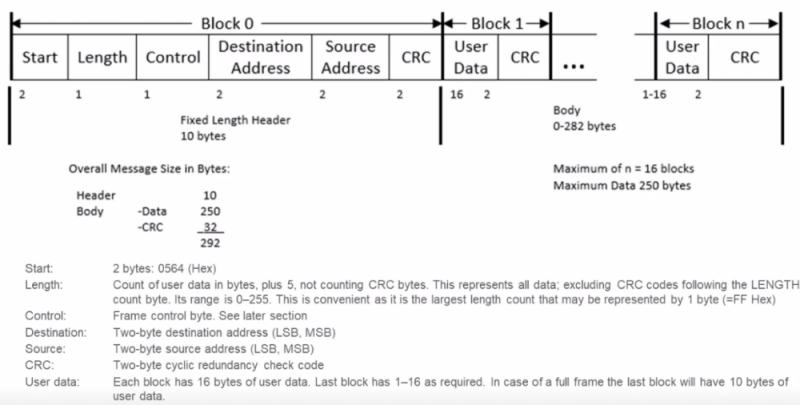 Block 0 Block 1 Block n
Start Length Control Destination Address Source Address CRC User Data CRC ... User Data CRC
2 1 1 2 2 2 16 2 1-16 2
Fixed Length Header
10 bytes
Body
0-282 bytes
Overall Message Size in Bytes:
Maximum of n = 16 blocks
Maximum Data 250 bytes
Header 10
Body -Data 250
-CRC 32
292
Start: 2 bytes: 0564 (Hex)
Length: Count of user data in bytes, plus 5, not counting CRC bytes. This represents all data; excluding CRC codes following the LENGTH
count byte. Its range is 0–255. This is convenient as it is the largest length count that may be represented by 1 byte (=FF Hex)
Control: Frame control byte. See later section
Destination: Two-byte destination address (LSB, MSB)
Source: Two-byte source address (LSB, MSB)
CRC: Two-byte cyclic redundancy check code
User data: Each block has 16 bytes of user data. Last block has 1–16 as required. In case of a full frame the last block will have 10 bytes of
user data.